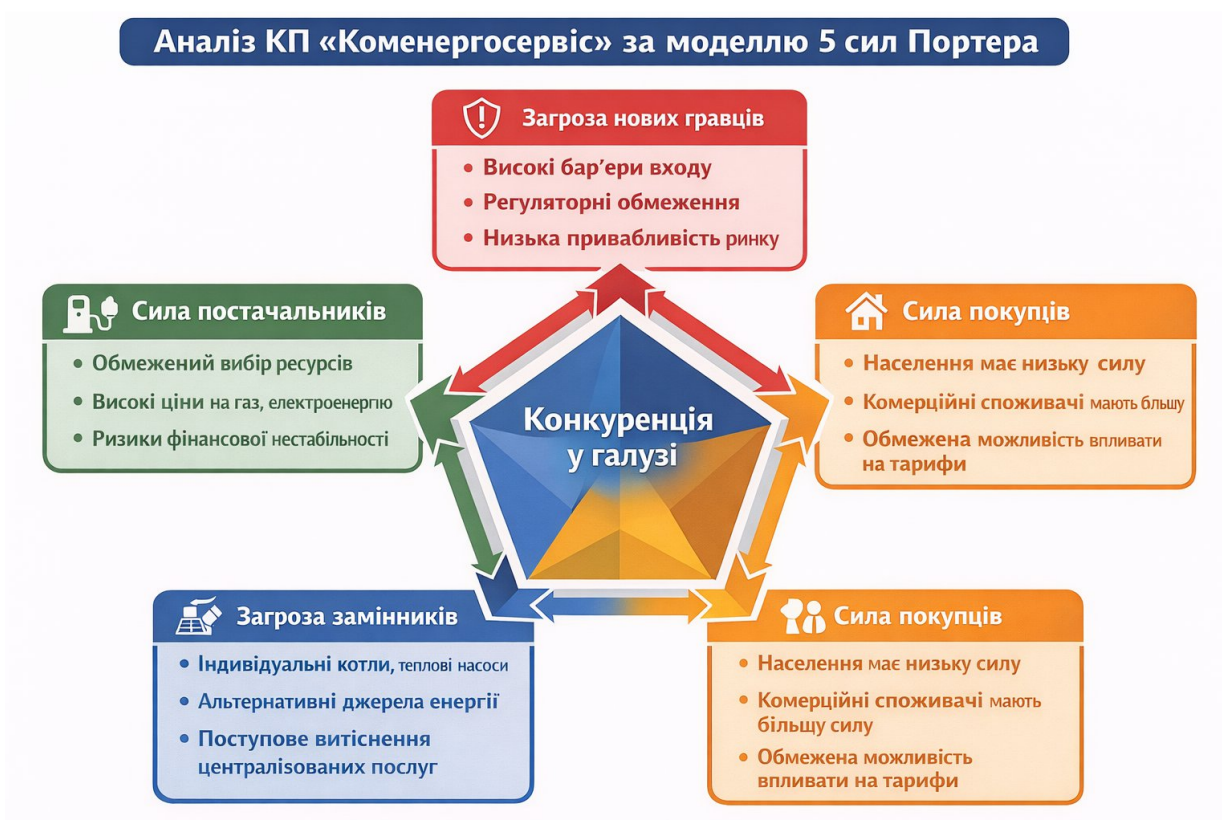 Аналіз КП «Коменергосервіс» за моделлю 5 сил Портера
Загроза нових гравців
• Високі бар’єри входу
• Регуляторні обмеження
• Низька привабливість ринку
Сила постачальників
• Обмежений вибір ресурсів
• Високі ціни на газ, електроенергію
• Ризики фінансової нестабільності
Сила покупців
• Населення має низьку силу
• Комерційні споживачі мають більшу
• Обмежена можливість впливати
на тарифи
Конкуренція
у галузі
Загроза замінників
• Індивідуальні котли, теплові насоси
• Альтернативні джерела енергії
• Поступове витіснення
централізованих послуг
Сила покупців
• Населення має низьку силу
• Комерційні споживачі мають
більшу силу
• Обмежена можливість
впливати на тарифи